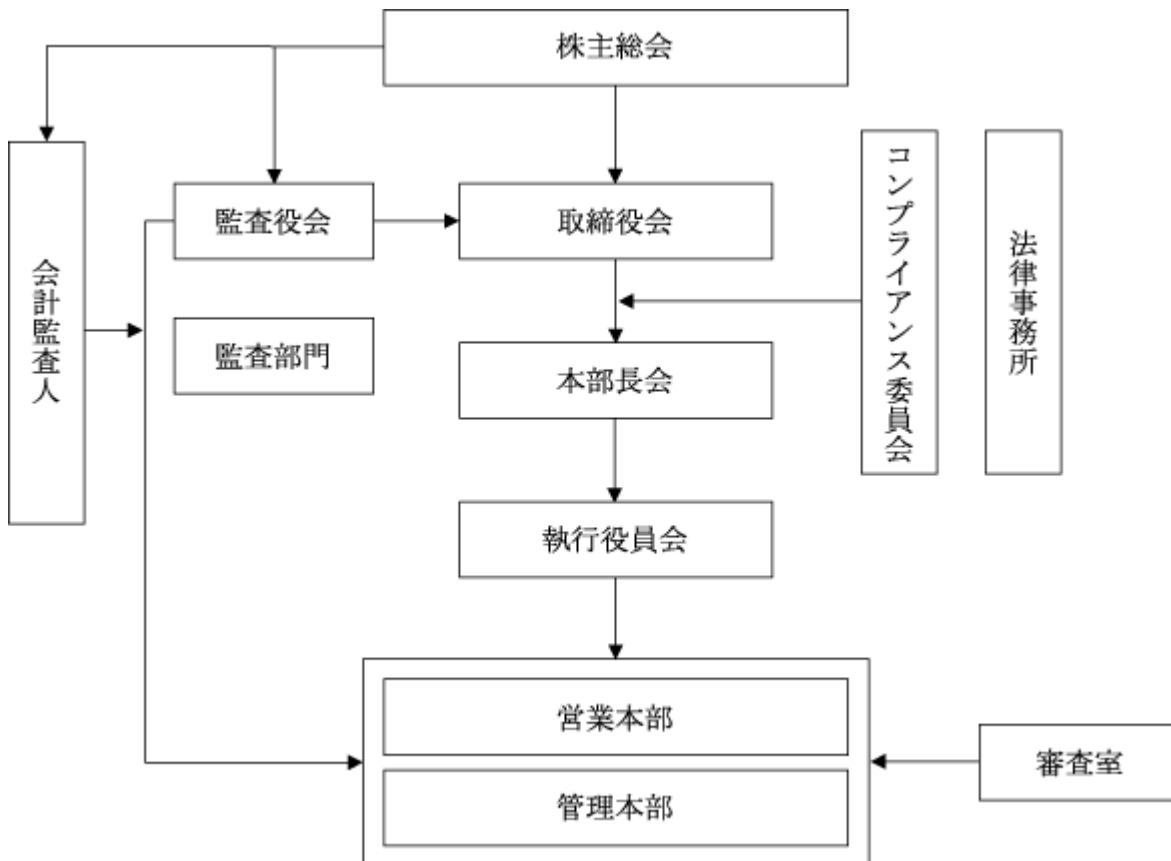 株主総会
会計監査人
監査役会
取締役会
コンプライアンス委員会
法律事務所
監査部門
本部長会
執行役員会
営業本部
管理本部
審査室